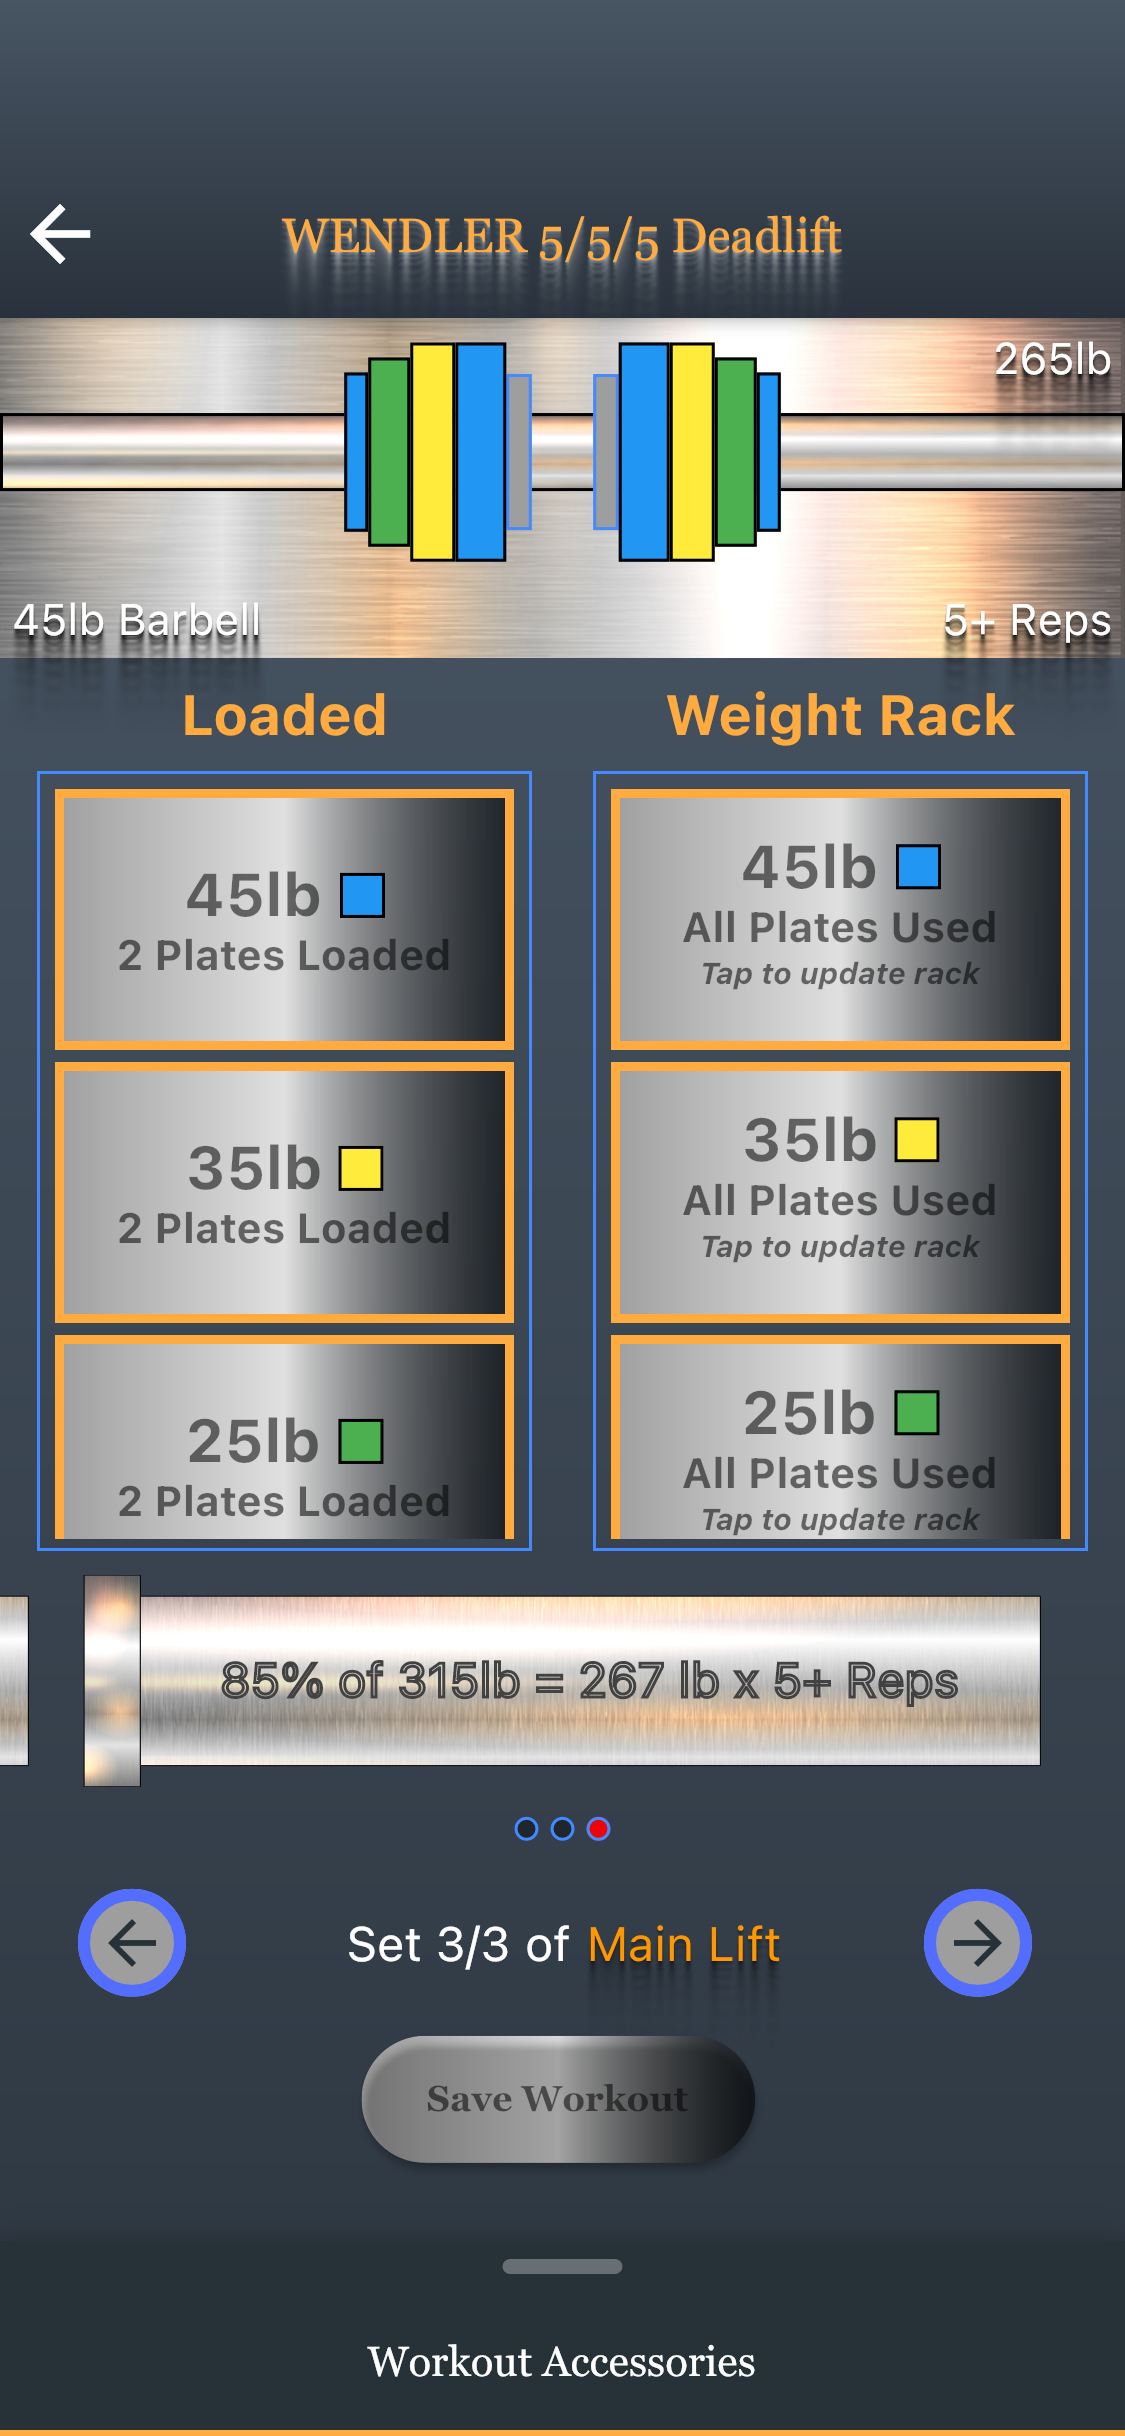 WENDLER 5/5/5 Deadlift
265lb
45lb Barbell
5+ Reps
Loaded
Weight Rack
45lb
2 Plates Loaded
35lb
2 Plates Loaded
25lb
2 Plates Loaded
45lb
All Plates Used
Tap to update rack
35lb
All Plates Used
Tap to update rack
25lb
All Plates Used
Tap to update rack
85% of 315lb = 267 lb x 5+ Reps
Set 3/3 of Main Lift
Save Workout
Workout Accessories